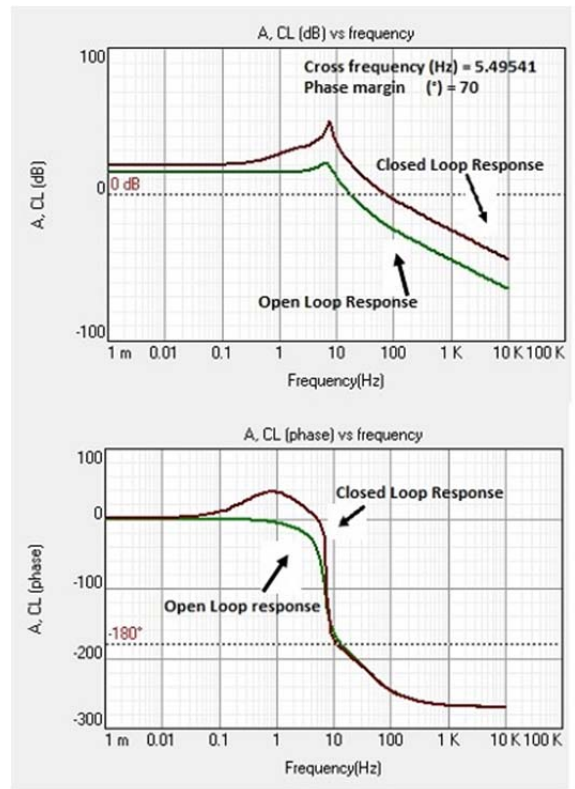 A, CL (dB) vs frequency
100
Cross frequency (Hz) = 5.49541
Phase margin (°) = 70
Closed Loop Response
0 0 dB
A, CL (dB)
Open Loop Response
-100
1 m 0.01 0.1 1 10 100 1 K 10 K 100 K
Frequency(Hz)
A, CL (phase) vs frequency
100
Closed Loop Response
0
A, CL (phase)
-100
Open Loop response
-180°
-200
-300
1 m 0.01 0.1 1 10 100 1 K 10 K 100 K
Frequency(Hz)